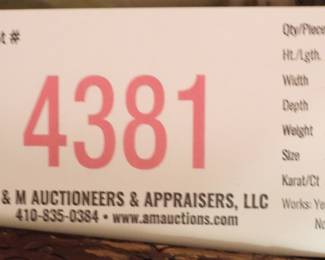 t #
4381
& M AUCTIONEERS & APPRAISERS, LLC
410-835-0384 • www.amauctions.com
Qty/Piece
Ht./Lgth.
Width
Depth
Weight
Size
Karat/Ct
Works: Ye
No